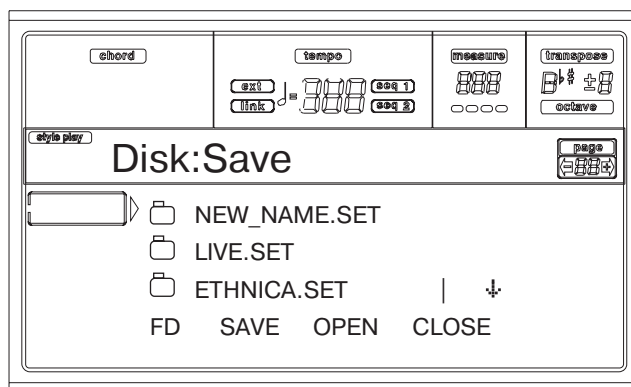 chord tempo measure transpose
ext seq 1
link seq 2
octave
style play
Disk:Save
page
NEW_NAME.SET
LIVE.SET
ETHNICA.SET
FD SAVE OPEN CLOSE